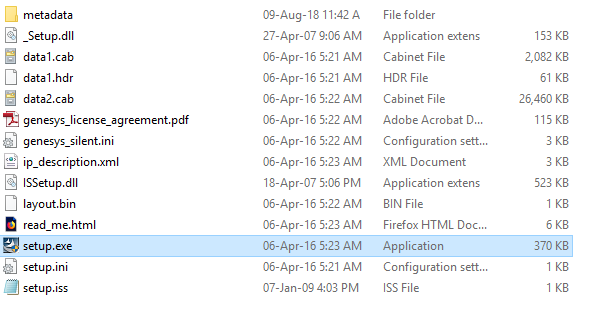 metadata 09-Aug-18 11:42 A File folder
_Setup.dll 27-Apr-07 9:06 AM Application extens 153 KB
data1.cab 06-Apr-16 5:21 AM Cabinet File 2,082 KB
data1.hdr 06-Apr-16 5:21 AM HDR File 61 KB
data2.cab 06-Apr-16 5:22 AM Cabinet File 26,460 KB
genesys_license_agreement.pdf 06-Apr-16 5:22 AM Adobe Acrobat D... 115 KB
genesys_silent.ini 06-Apr-16 5:22 AM Configuration sett... 3 KB
ip_description.xml 06-Apr-16 5:23 AM XML Document 3 KB
ISSetup.dll 18-Apr-07 5:06 PM Application extens 523 KB
layout.bin 06-Apr-16 5:22 AM BIN File 1 KB
read_me.html 06-Apr-16 5:23 AM Firefox HTML Doc... 6 KB
setup.exe 06-Apr-16 5:23 AM Application 370 KB
setup.ini 06-Apr-16 5:21 AM Configuration sett... 1 KB
setup.iss 07-Jan-09 4:03 PM ISS File 1 KB